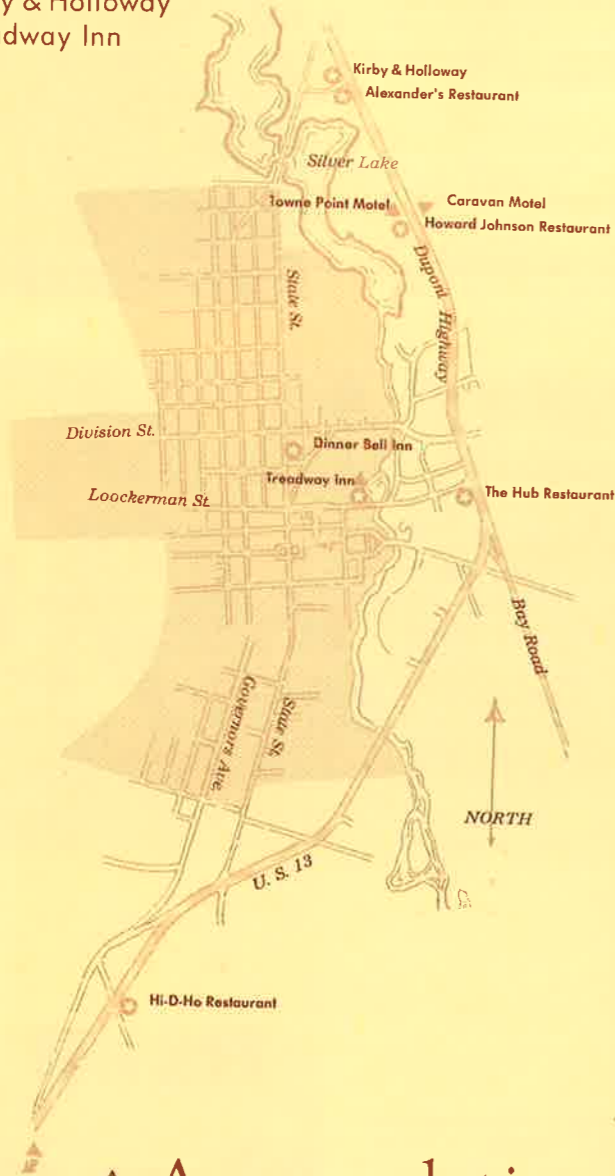 y & Holloway
dway Inn
Kirby & Holloway
Alexander's Restaurant
Silver Lake
Towne Point Motel
Caravan Motel
Howard Johnson Restaurant
Dupont Highway
State St.
Division St.
Dinner Bell Inn
Treadway Inn
Loockerman St.
The Hub Restaurant
Bay Road
Governors Ave.
State St.
NORTH
U. S. 13
Hi-D-Ho Restaurant